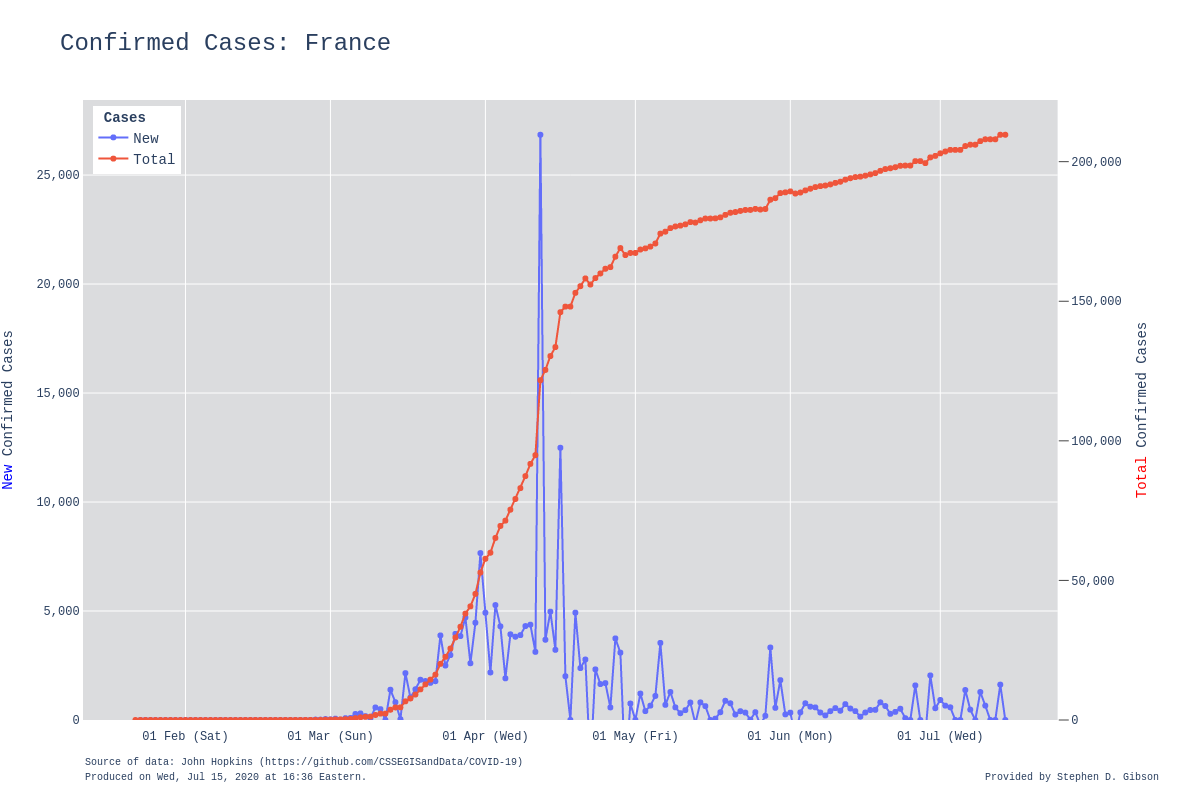 Confirmed Cases: France
Cases
New
Total
25,000
20,000
15,000
10,000
5,000
0
New Confirmed Cases
200,000
150,000
100,000
50,000
0
Total Confirmed Cases
01 Feb (Sat)
01 Mar (Sun)
01 Apr (Wed)
01 May (Fri)
01 Jun (Mon)
01 Jul (Wed)
Source of data: John Hopkins (https://github.com/CSSEGISandData/COVID-19)
Produced on Wed, Jul 15, 2020 at 16:36 Eastern.
Provided by Stephen D. Gibson